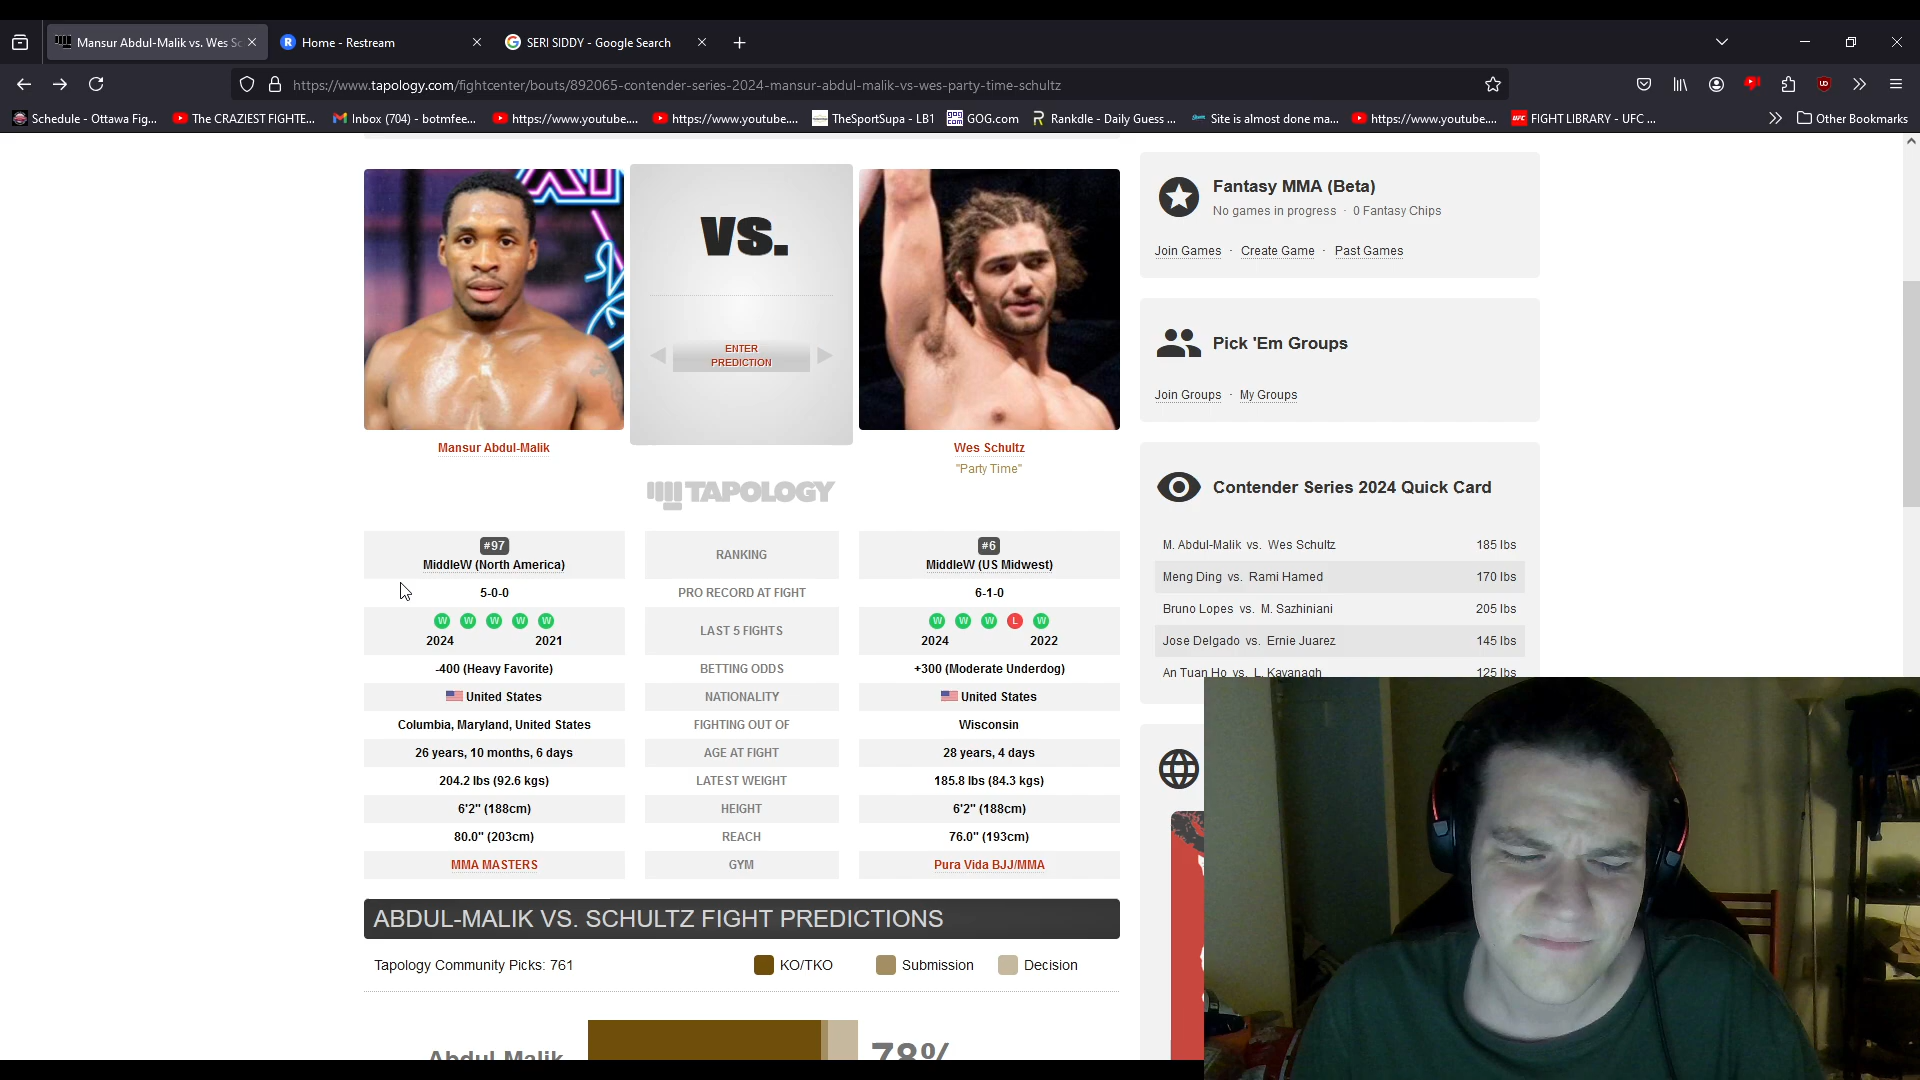 Mansur Abdul-Malik vs. Wes Sc
Home - Restream
SERI SIDDY - Google Search
https://www.tapology.com/fightcenter/bouts/892065-contender-series-2024-mansur-abdul-malik-vs-wes-party-time-schultz
Schedule - Ottawa Fig...
The CRAZIEST FIGHTE...
Inbox (704) - botmfee...
https://www.youtube....
https://www.youtube....
TheSportSupa - LB1
GOG.com
Rankdle - Daily Guess ...
Site is almost done ma...
https://www.youtube....
FIGHT LIBRARY - UFC ...
Other Bookmarks
VS.
ENTER
PREDICTION
Mansur Abdul-Malik
Wes Schultz
"Party Time"
TAPOLOGY
#97
MiddleW (North America)
RANKING
#6
MiddleW (US Midwest)
5-0-0
PRO RECORD AT FIGHT
6-1-0
W W W W W
2024 2021
LAST 5 FIGHTS
W W W L W
2024 2022
-400 (Heavy Favorite)
BETTING ODDS
+300 (Moderate Underdog)
United States
NATIONALITY
United States
Columbia, Maryland, United States
FIGHTING OUT OF
Wisconsin
26 years, 10 months, 6 days
AGE AT FIGHT
28 years, 4 days
204.2 lbs (92.6 kgs)
LATEST WEIGHT
185.8 lbs (84.3 kgs)
6'2" (188cm)
HEIGHT
6'2" (188cm)
80.0" (203cm)
REACH
76.0" (193cm)
MMA MASTERS
GYM
Pura Vida BJJ/MMA
ABDUL-MALIK VS. SCHULTZ FIGHT PREDICTIONS
Tapology Community Picks: 761
KO/TKO
Submission
Decision
Abdul-Malik
78%
Fantasy MMA (Beta)
No games in progress · 0 Fantasy Chips
Join Games · Create Game · Past Games
Pick 'Em Groups
Join Groups · My Groups
Contender Series 2024 Quick Card
M. Abdul-Malik vs. Wes Schultz 185 lbs
Meng Ding vs. Rami Hamed 170 lbs
Bruno Lopes vs. M. Sazhiniani 205 lbs
Jose Delgado vs. Ernie Juarez 145 lbs
An Tuan Ho vs. L. Kavanagh 125 lbs